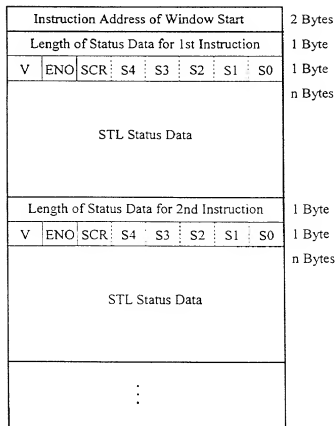 Instruction Address of Window Start 2 Bytes
Length of Status Data for 1st Instruction 1 Byte
V ENO SCR S4 S3 S2 S1 S0 1 Byte
n Bytes
STL Status Data
Length of Status Data for 2nd Instruction 1 Byte
V ENO SCR S4 S3 S2 S1 S0 1 Byte
n Bytes
STL Status Data